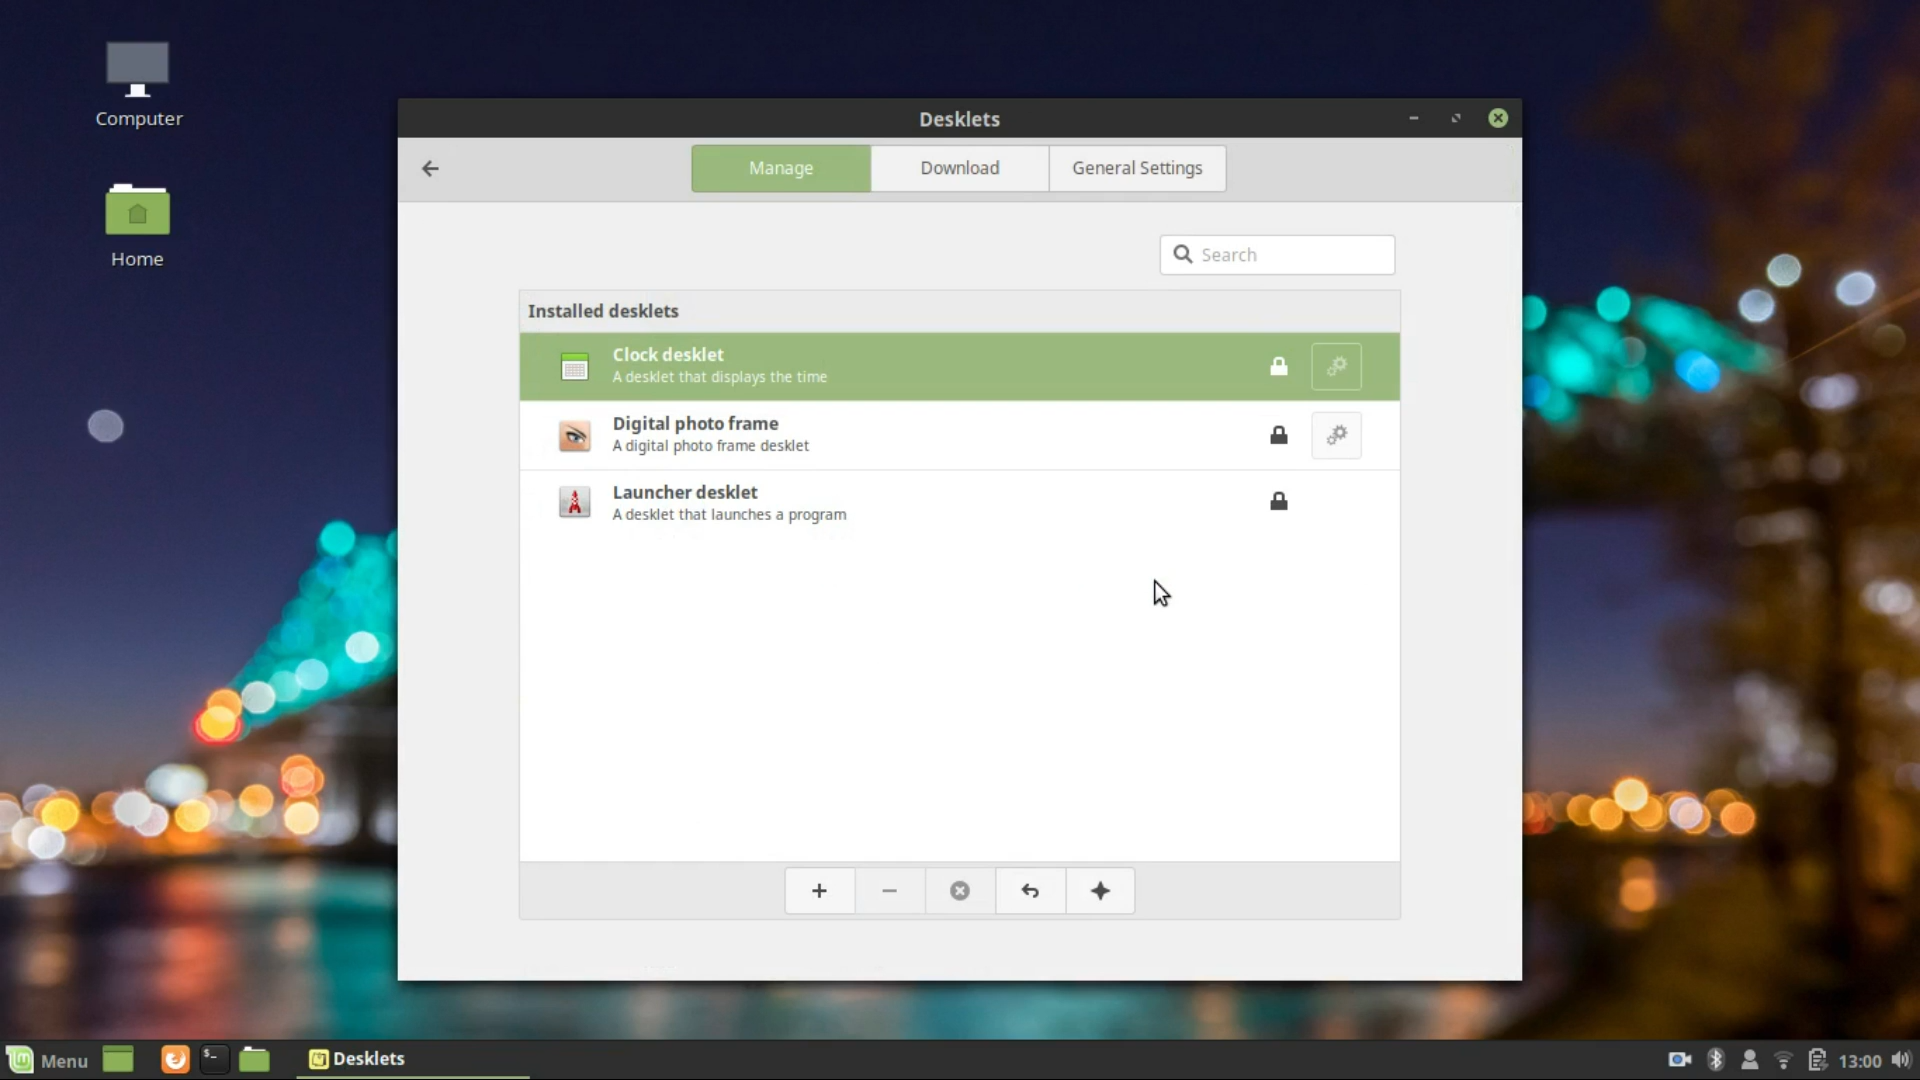 Computer
Home
Desklets
Manage
Download
General Settings
Search
Installed desklets
Clock desklet
A desklet that displays the time
Digital photo frame
A digital photo frame desklet
Launcher desklet
A desklet that launches a program
Menu
$-
Desklets
13:00